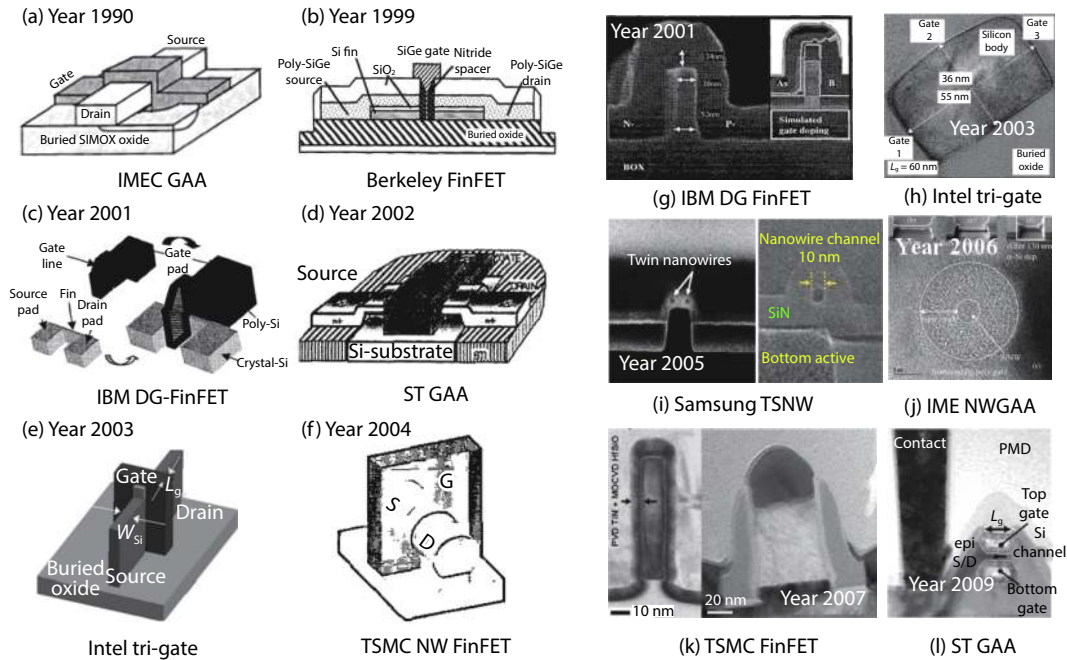 (a) Year 1990
Source
Gate
Drain
Buried SIMOX oxide
IMEC GAA
(b) Year 1999
Si fin
SiGe gate
Nitride
spacer
Poly-SiGe
source
SiO₂
Poly-SiGe
drain
Buried oxide
Berkeley FinFET
(c) Year 2001
Gate
line
Gate
pad
Source
pad
Fin
Drain
pad
Poly-Si
Crystal-Si
IBM DG-FinFET
(d) Year 2002
Source
Si-substrate
ST GAA
(e) Year 2003
Gate
Lg
Drain
WSi
Buried
oxide
Source
Intel tri-gate
(f) Year 2004
G
S
D
TSMC NW FinFET
Year 2001
As
B
N-
P-
Simulated
gate doping
BOX
(g) IBM DG FinFET
Gate
2
Silicon
body
Gate
3
36 nm
55 nm
Year 2003
Gate
1
Lg = 60 nm
Buried
oxide
(h) Intel tri-gate
Twin nanowires
Year 2005
Nanowire channel
10 nm
SiN
Bottom active
(i) Samsung TSNW
Year 2006
(j) IME NWGAA
PVD TiN + MOCVD HfSiO
10 nm
20 nm
Year 2007
(k) TSMC FinFET
Contact
PMD
Top
gate
Lg
Si
channel
epi
S/D
Year 2009
Bottom
gate
(l) ST GAA